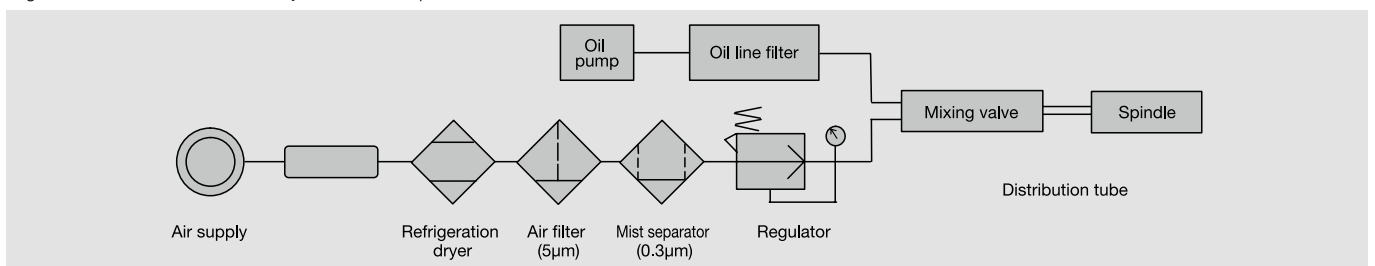 Oil
pump
Oil line filter
Mixing valve
Spindle
Distribution tube
Air supply
Refrigeration
dryer
Air filter
(5μm)
Mist separator
(0.3μm)
Regulator